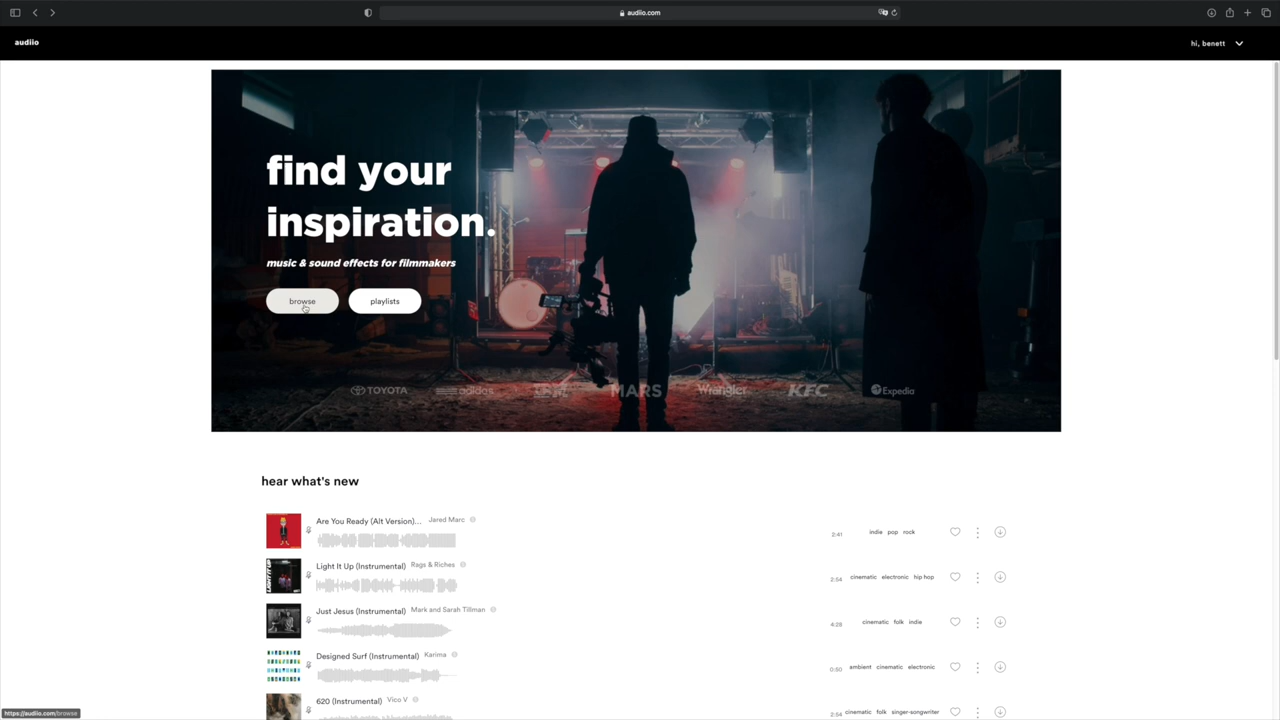 audiio.com
audiio
hi, benett
find your
inspiration.
music & sound effects for filmmakers
browse
playlists
TOYOTA
adidas
MARS
Wrangler
KFC
Expedia
hear what's new
Are You Ready (Alt Version)... Jared Marc
2:41 indie pop rock
LIGHT IT UP
Light It Up (Instrumental) Rags & Riches
2:54 cinematic electronic hip hop
Just Jesus (Instrumental) Mark and Sarah Tillman
4:28 cinematic folk indie
Designed Surf (Instrumental) Karima
0:50 ambient cinematic electronic
620 (Instrumental) Vico V
2:54 cinematic folk singer-songwriter
https://audiio.com/browse